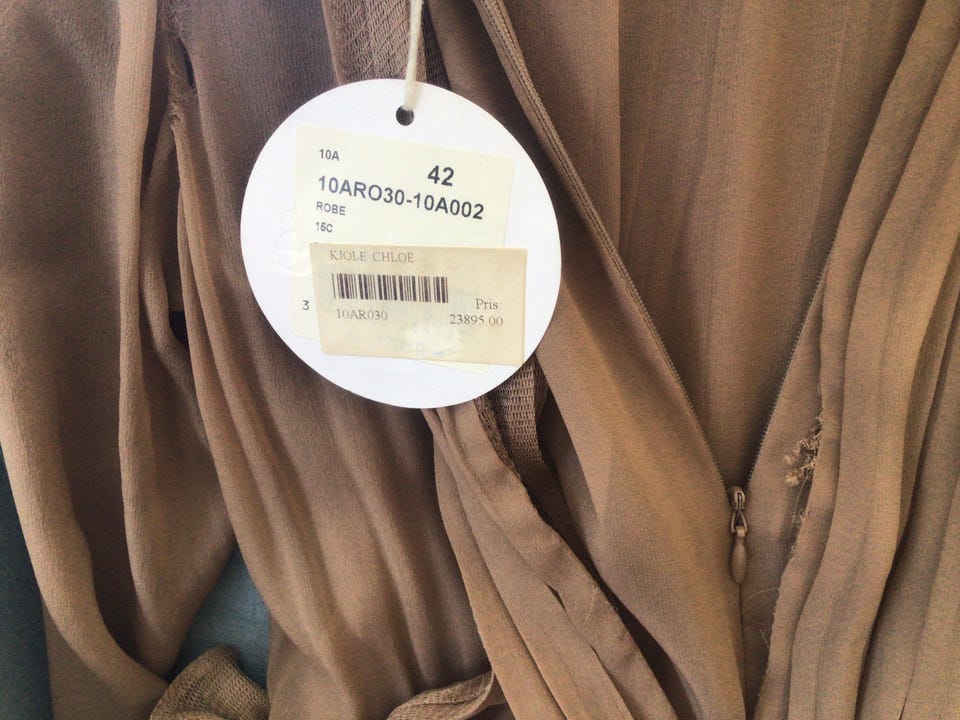 10A
42
10ARO30-10A002
ROBE
15C
KJOLE CHLOE
3
10AR030
Pris:
23895.00